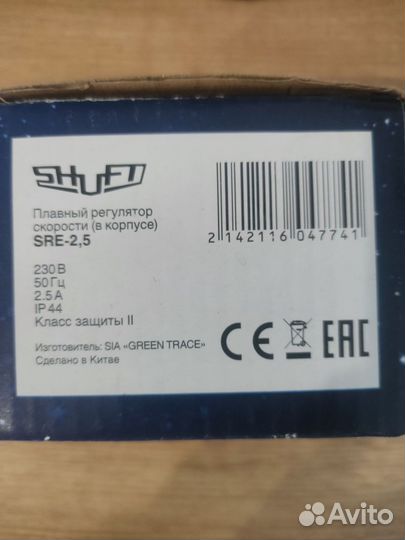 SHUFT
Плавный регулятор
скорости (в корпусе)
SRE-2,5
230 В
50 Гц
2.5 А
IP 44
Класс защиты II
Изготовитель: SIA «GREEN TRACE»
Сделано в Китае
2 142116 047741
CE EAC
Avito